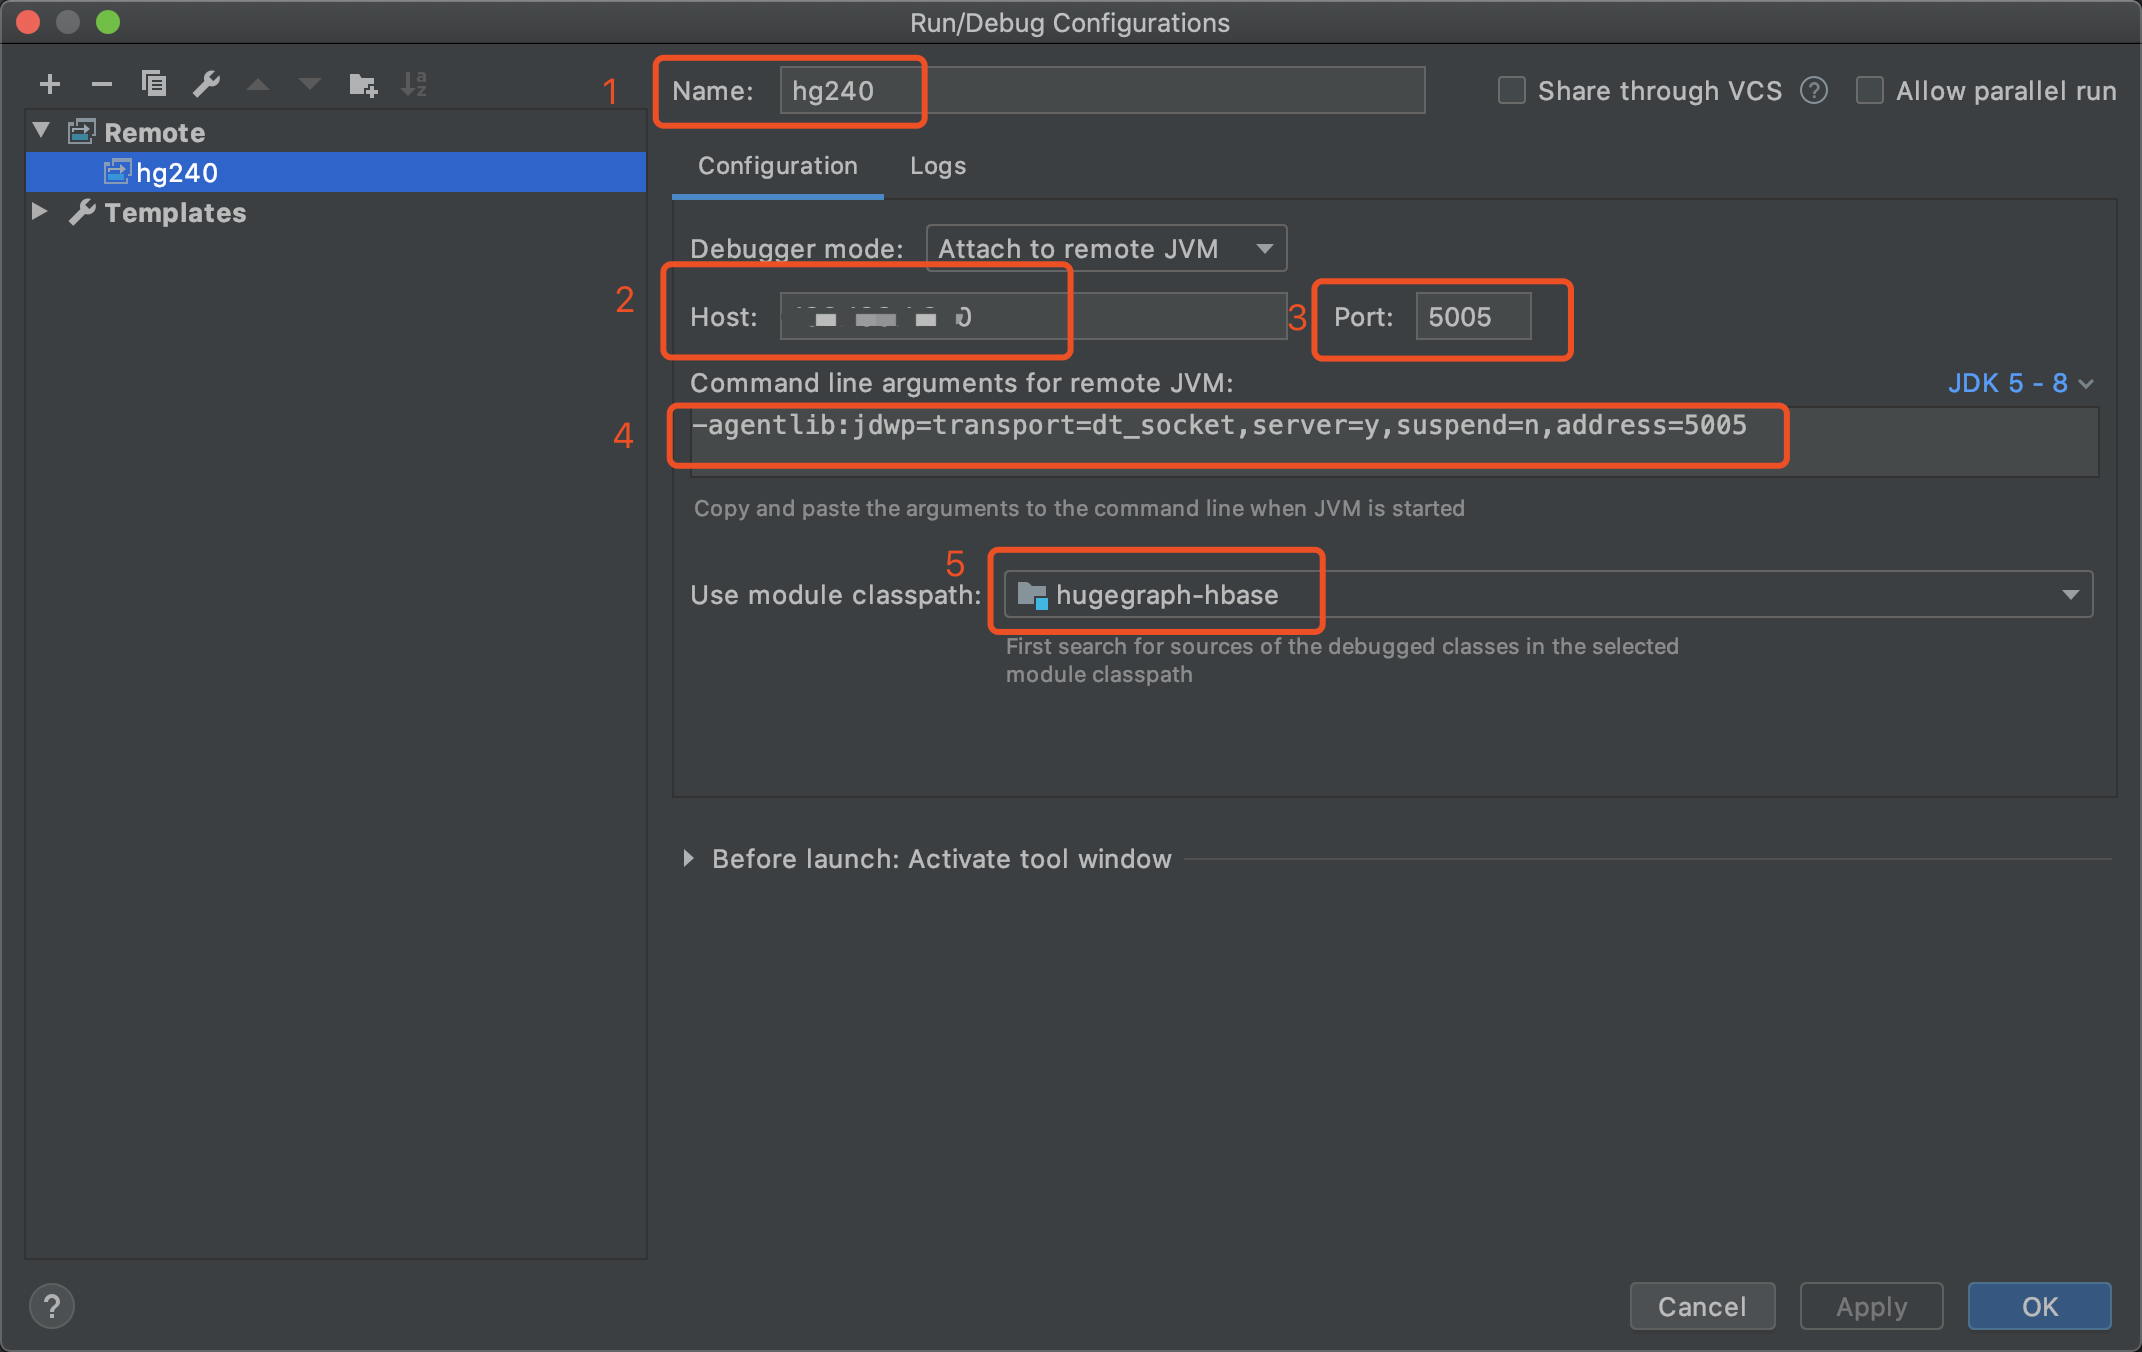 Run/Debug Configurations
1
Name: hg240
Share through VCS ?
Allow parallel run
Remote
hg240
Templates
Configuration
Logs
Debugger mode: Attach to remote JVM
2
Host:
3
Port: 5005
Command line arguments for remote JVM:
JDK 5 - 8
4
-agentlib:jdwp=transport=dt_socket,server=y,suspend=n,address=5005
Copy and paste the arguments to the command line when JVM is started
5
Use module classpath: hugegraph-hbase
First search for sources of the debugged classes in the selected
module classpath
Before launch: Activate tool window
?
Cancel
Apply
OK